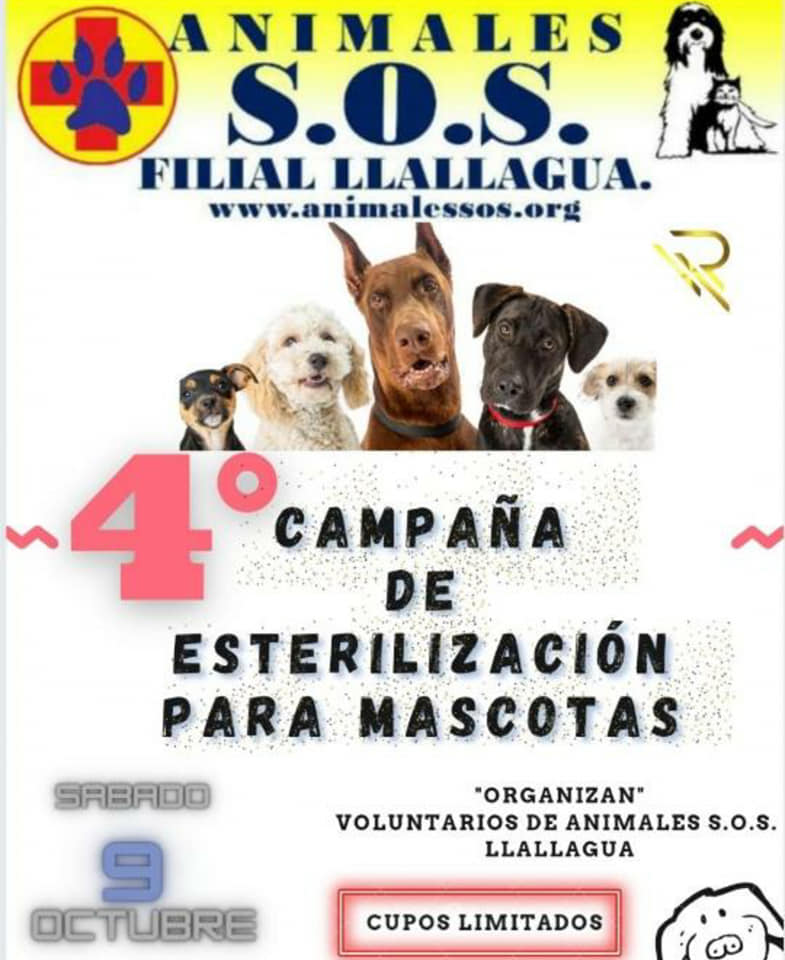 ANIMALES
S.O.S.
FILIAL LLALLAGUA.
www.animalessos.org
4° CAMPAÑA
DE
ESTERILIZACIÓN
PARA MASCOTAS
SABADO
9
OCTUBRE
"ORGANIZAN"
VOLUNTARIOS DE ANIMALES S.O.S.
LLALLAGUA
CUPOS LIMITADOS